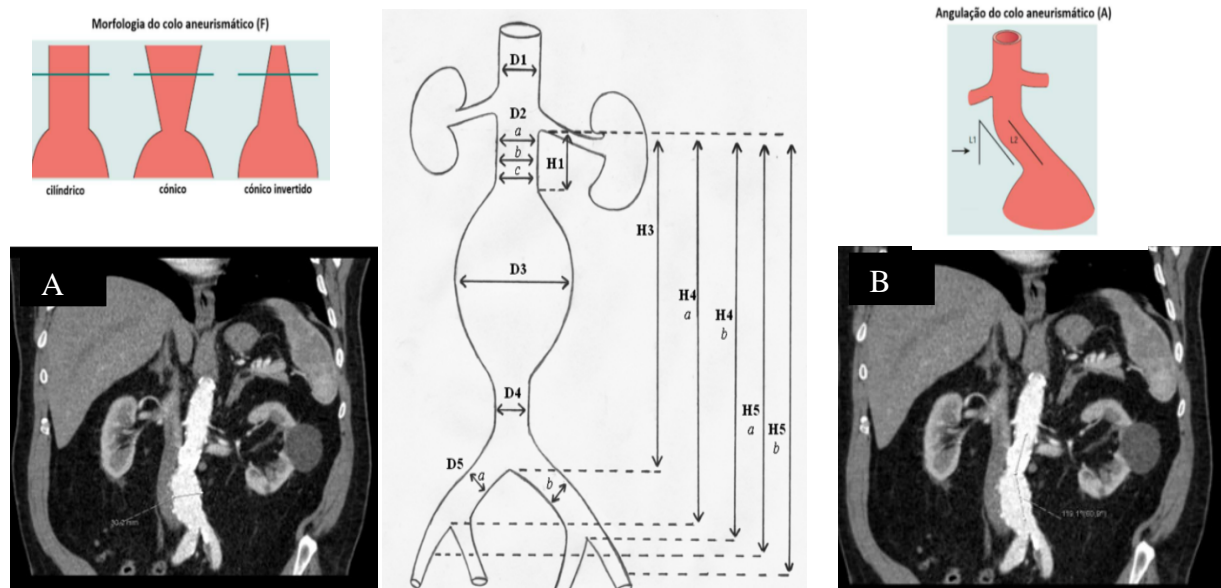 Morfologia do colo aneurismático (F)
cilíndrico
cónico
cónico invertido
D1
D2
a
b
c
H1
H3
D3
H4
a
H4
b
D4
H5
a
H5
b
D5
a
b
Angulação do colo aneurismático (A)
L1
L2
A
B